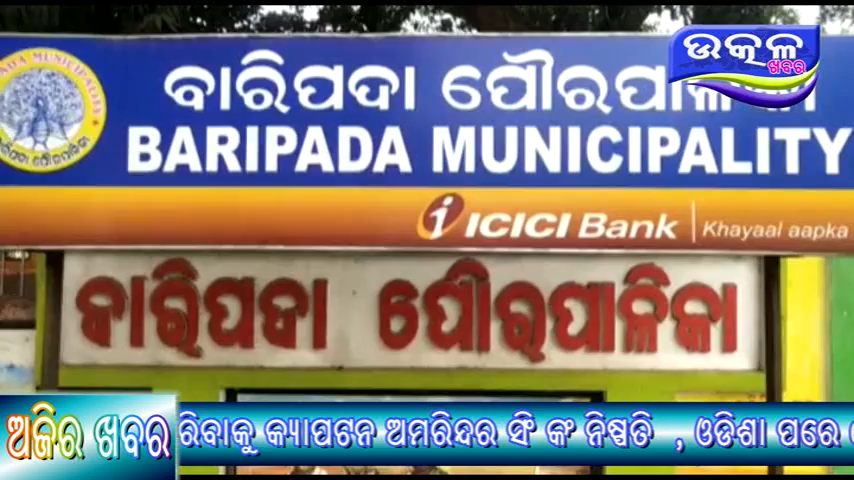 ଉତ୍କଳ
ଖବର
ବାରିପଦା ପୌରପାଳିକା
BARIPADA MUNICIPALITY
ICICI Bank | Khayaal aapka
ବାରିପଦା ପୌରପାଳିକା
ଆଜିର ଖବର
ରିବାକୁ କ୍ୟାପଟନ ଅମରିନ୍ଦର ସିଂ ଙ୍କ ନିଷ୍ପତି , ଓଡିଶା ପରେ